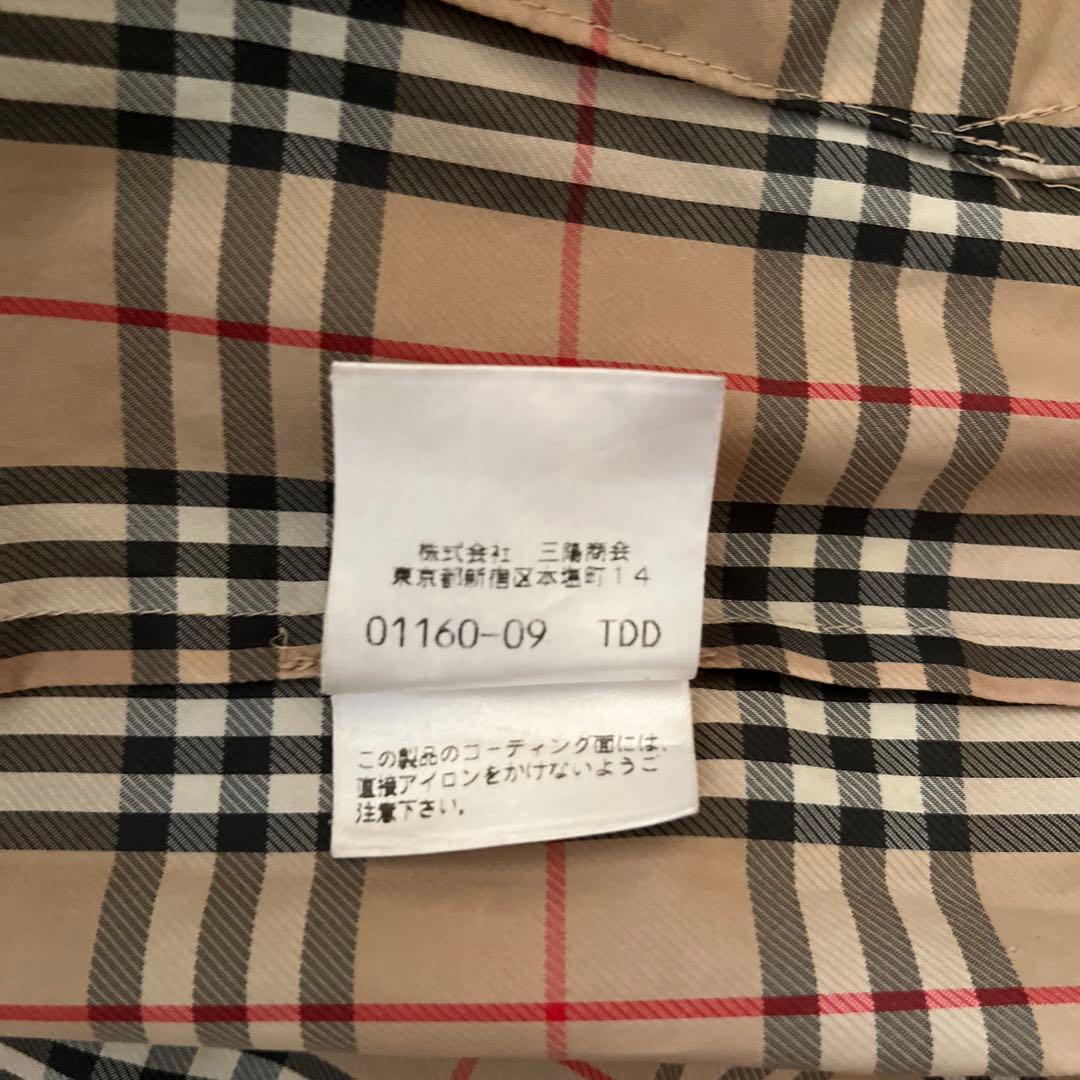 株式会社 三陽商会
東京都新宿区本塩町14
01160-09 TDD
この製品のコーティング面には、
直接アイロンをかけないようご
注意下さい。